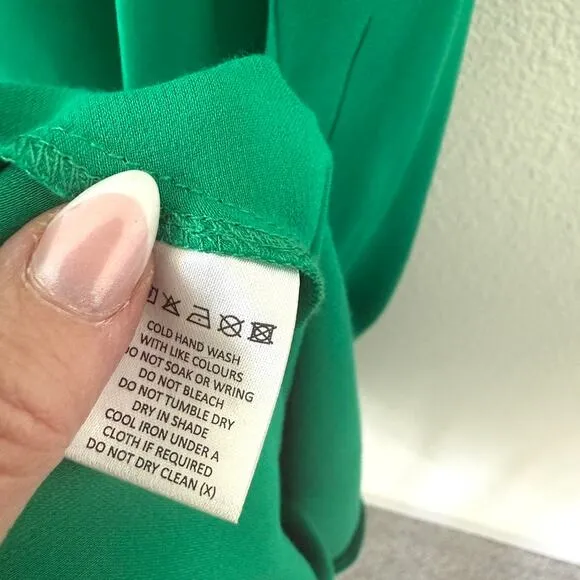 COLD HAND WASH
WITH LIKE COLOURS
DO NOT SOAK OR WRING
DO NOT BLEACH
DO NOT TUMBLE DRY
DRY IN SHADE
COOL IRON UNDER A
CLOTH IF REQUIRED
DO NOT DRY CLEAN (X)